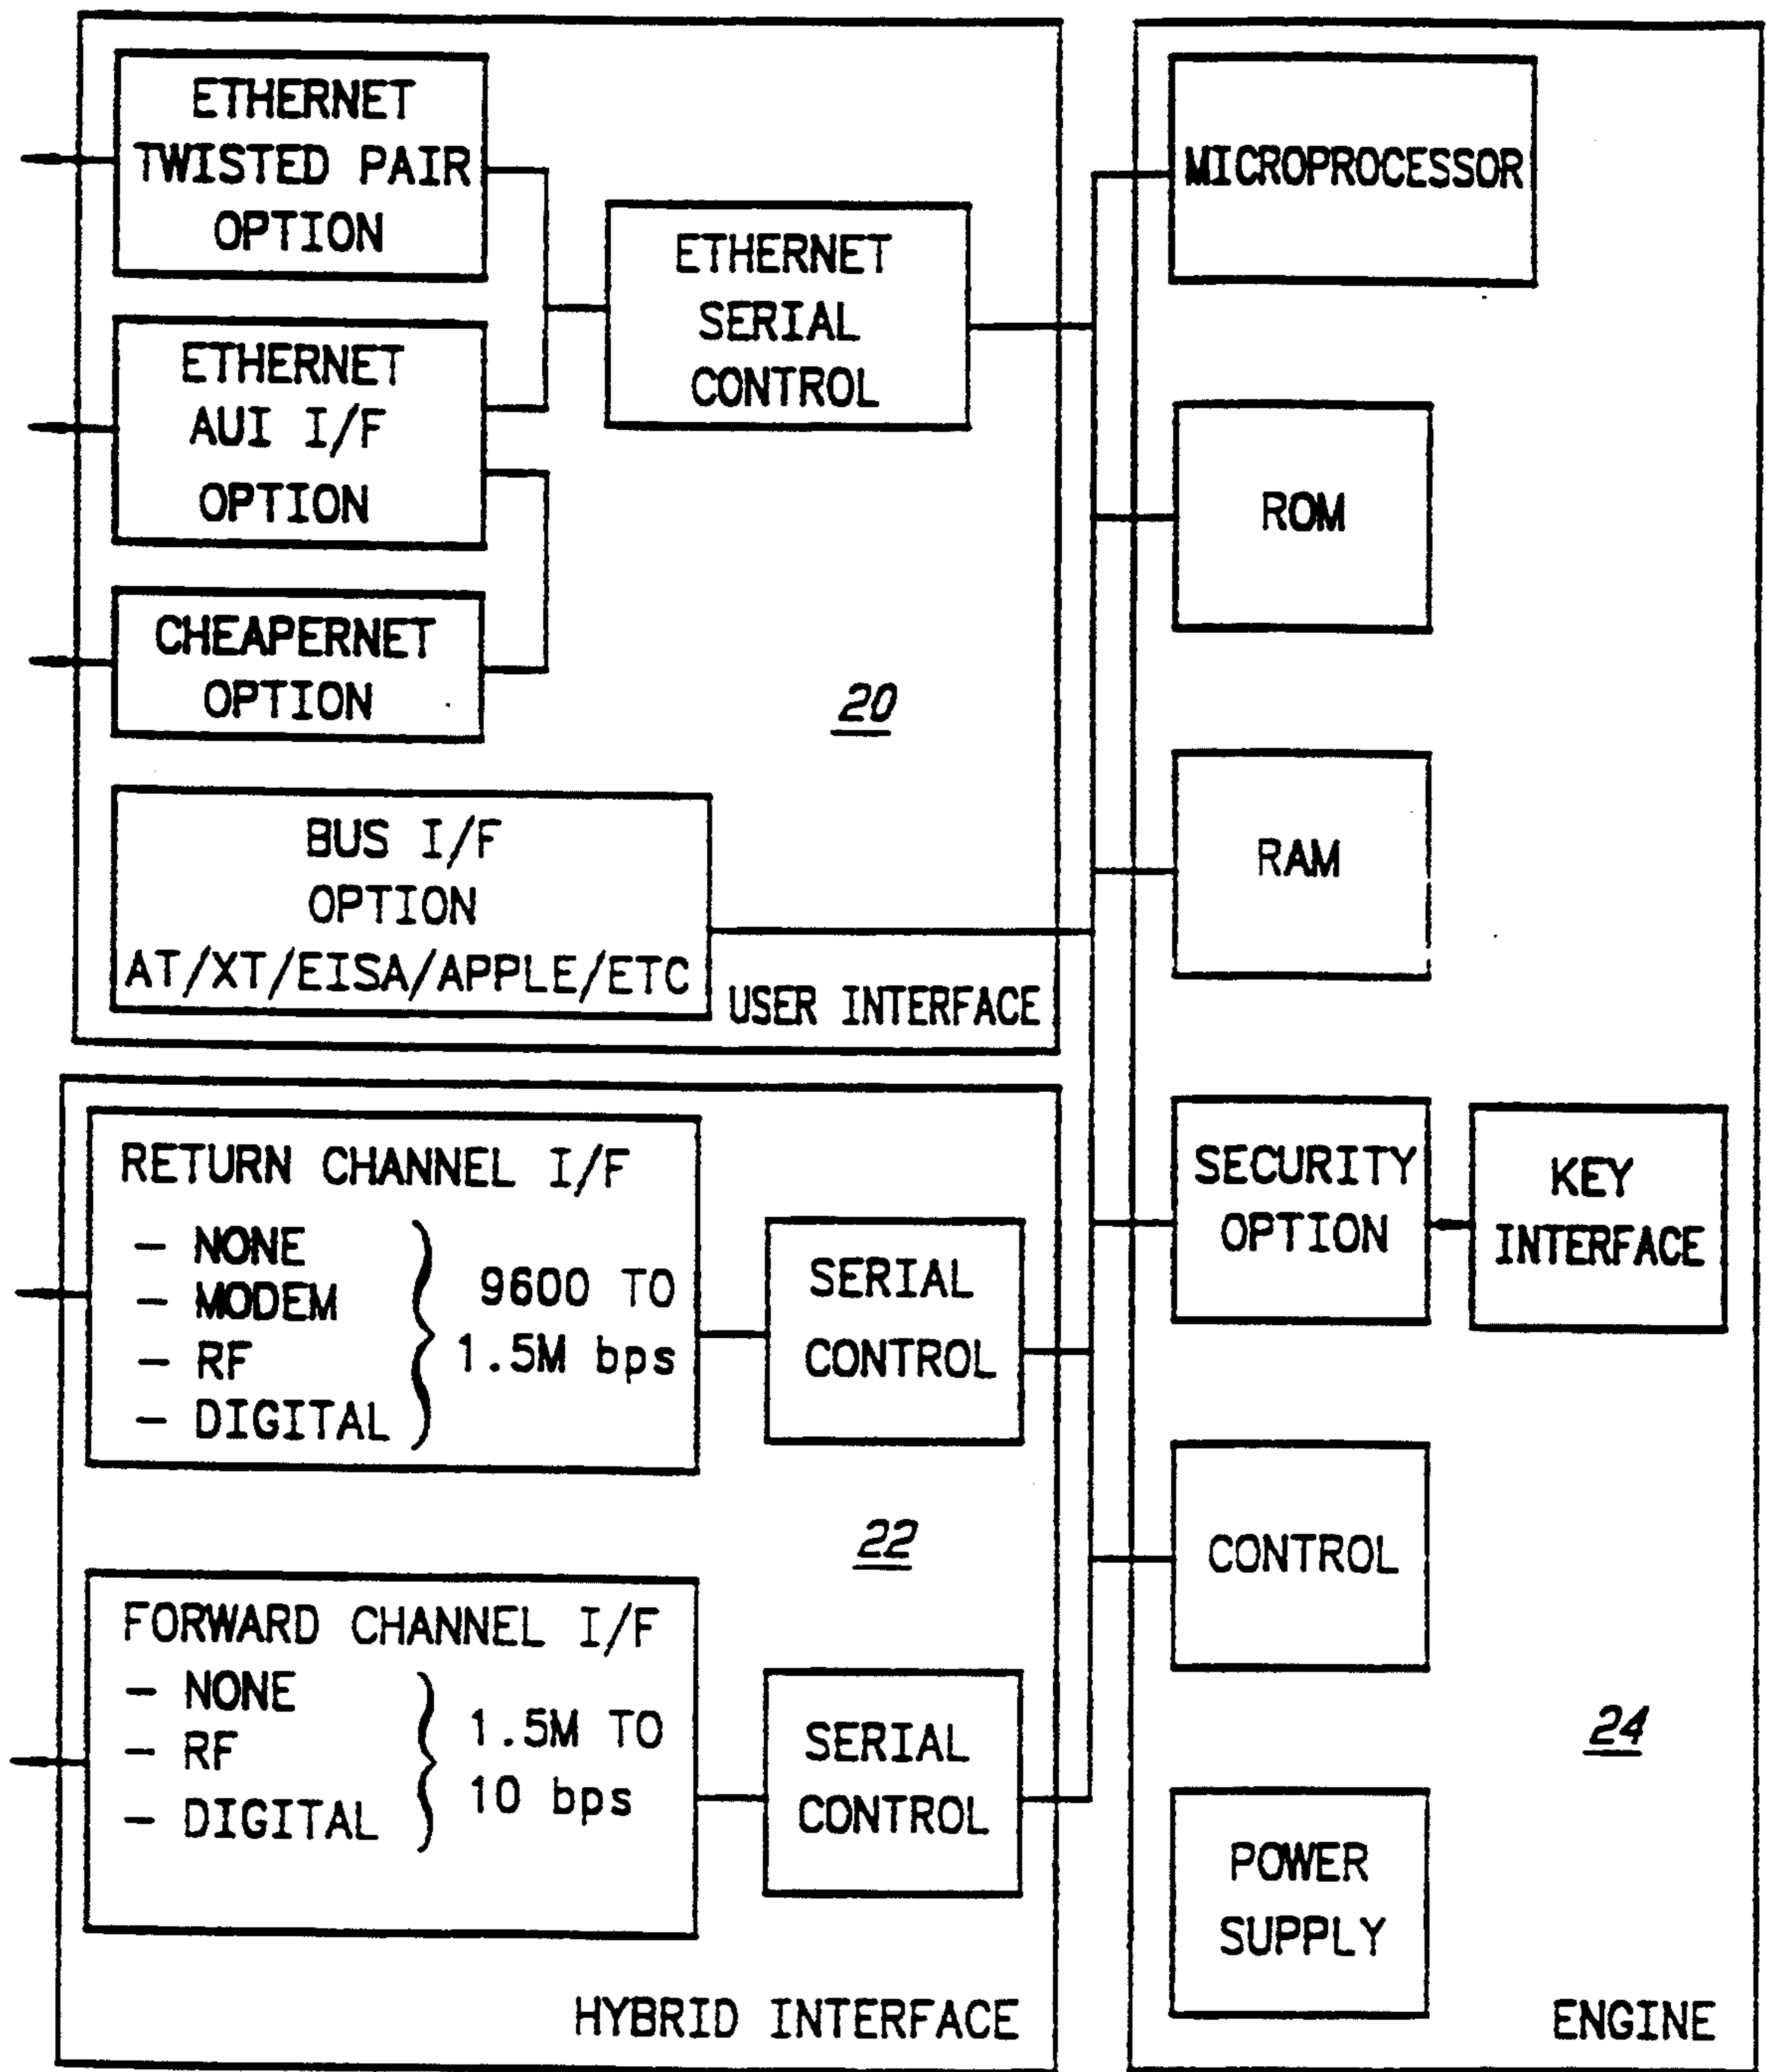 ETHERNET
TWISTED PAIR
OPTION
ETHERNET
AUI I/F
OPTION
CHEAPERNET
OPTION
ETHERNET
SERIAL
CONTROL
20
BUS I/F
OPTION
AT/XT/EISA/APPLE/ETC
USER INTERFACE
RETURN CHANNEL I/F
- NONE
- MODEM
- RF
- DIGITAL
9600 TO
1.5M bps
SERIAL
CONTROL
22
FORWARD CHANNEL I/F
- NONE
- RF
- DIGITAL
1.5M TO
10 bps
SERIAL
CONTROL
HYBRID INTERFACE
MICROPROCESSOR
ROM
RAM
SECURITY
OPTION
KEY
INTERFACE
CONTROL
24
POWER
SUPPLY
ENGINE